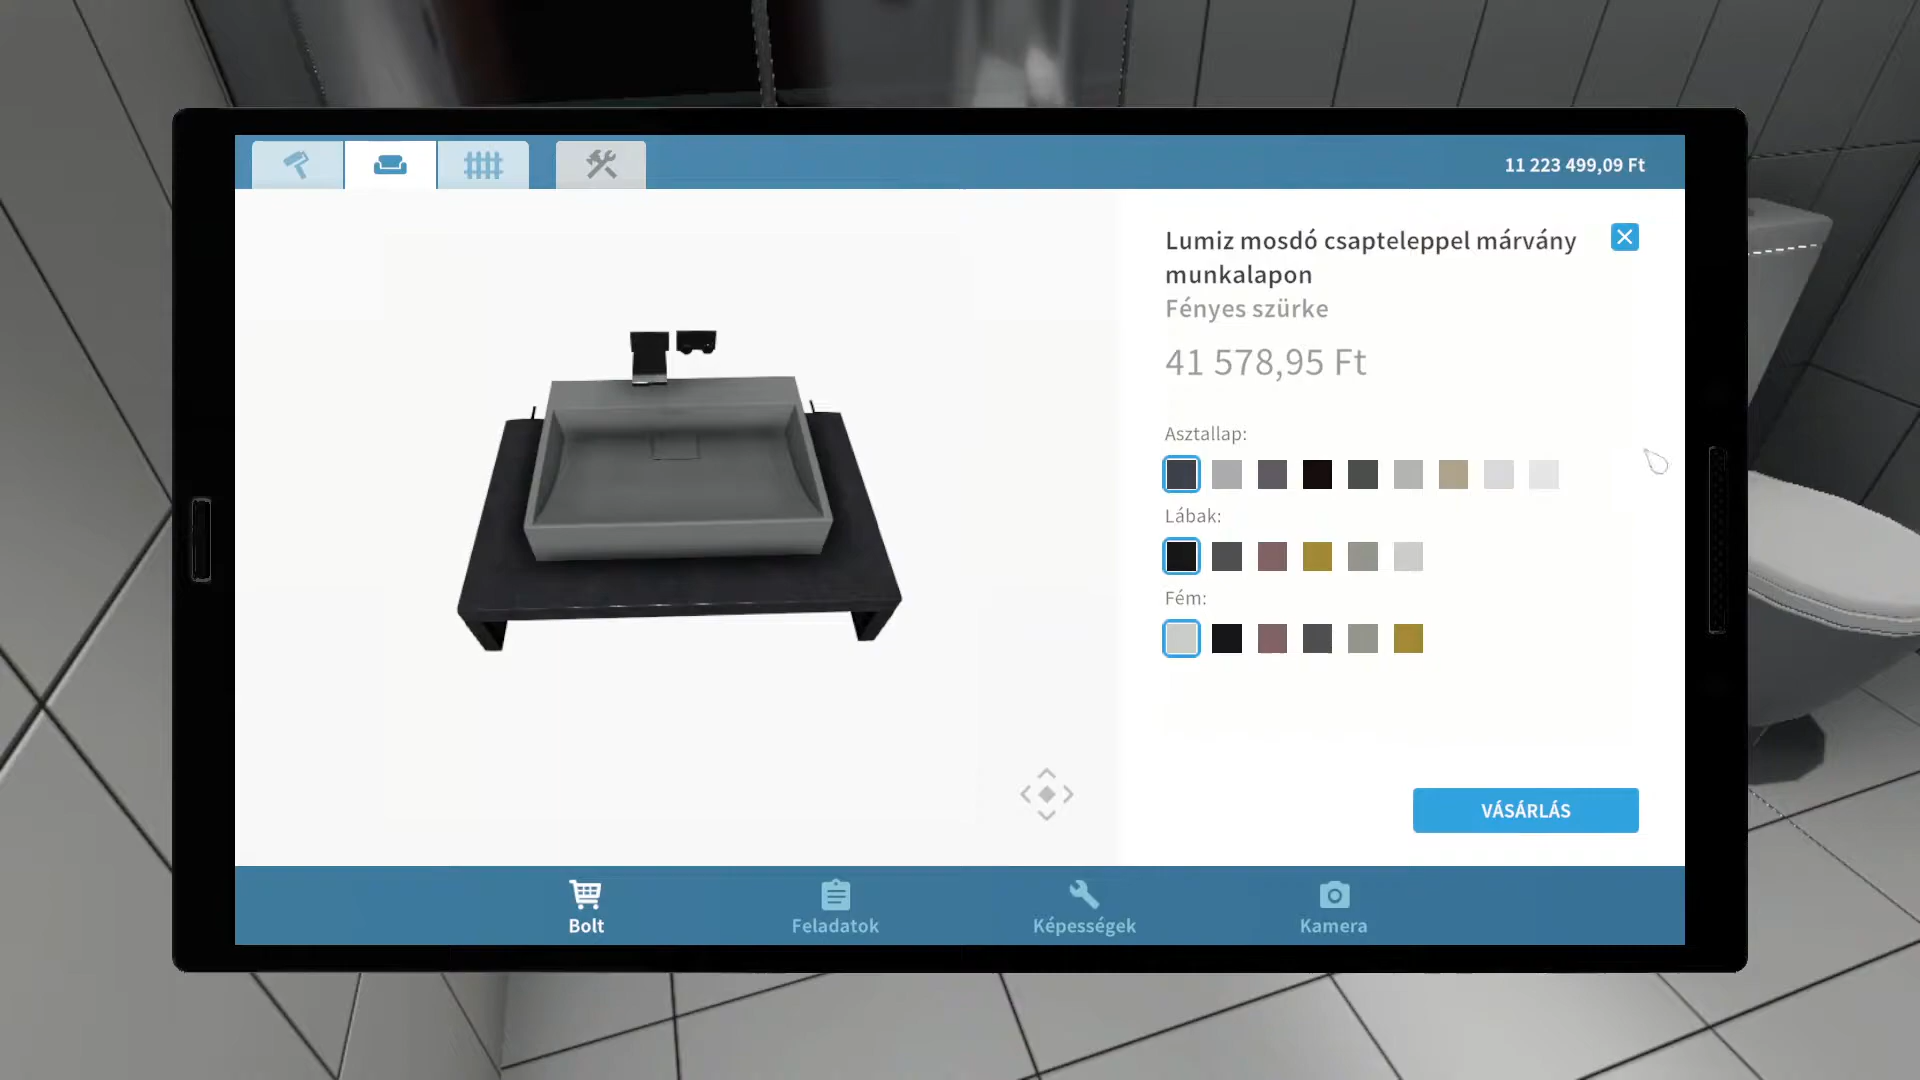 11 223 499,09 Ft
Lumiz mosdó csapteleppel márvány
munkalapon
Fényes szürke
41 578,95 Ft
Asztallap:
Lábak:
Fém:
VÁSÁRLÁS
Bolt
Feladatok
Képességek
Kamera